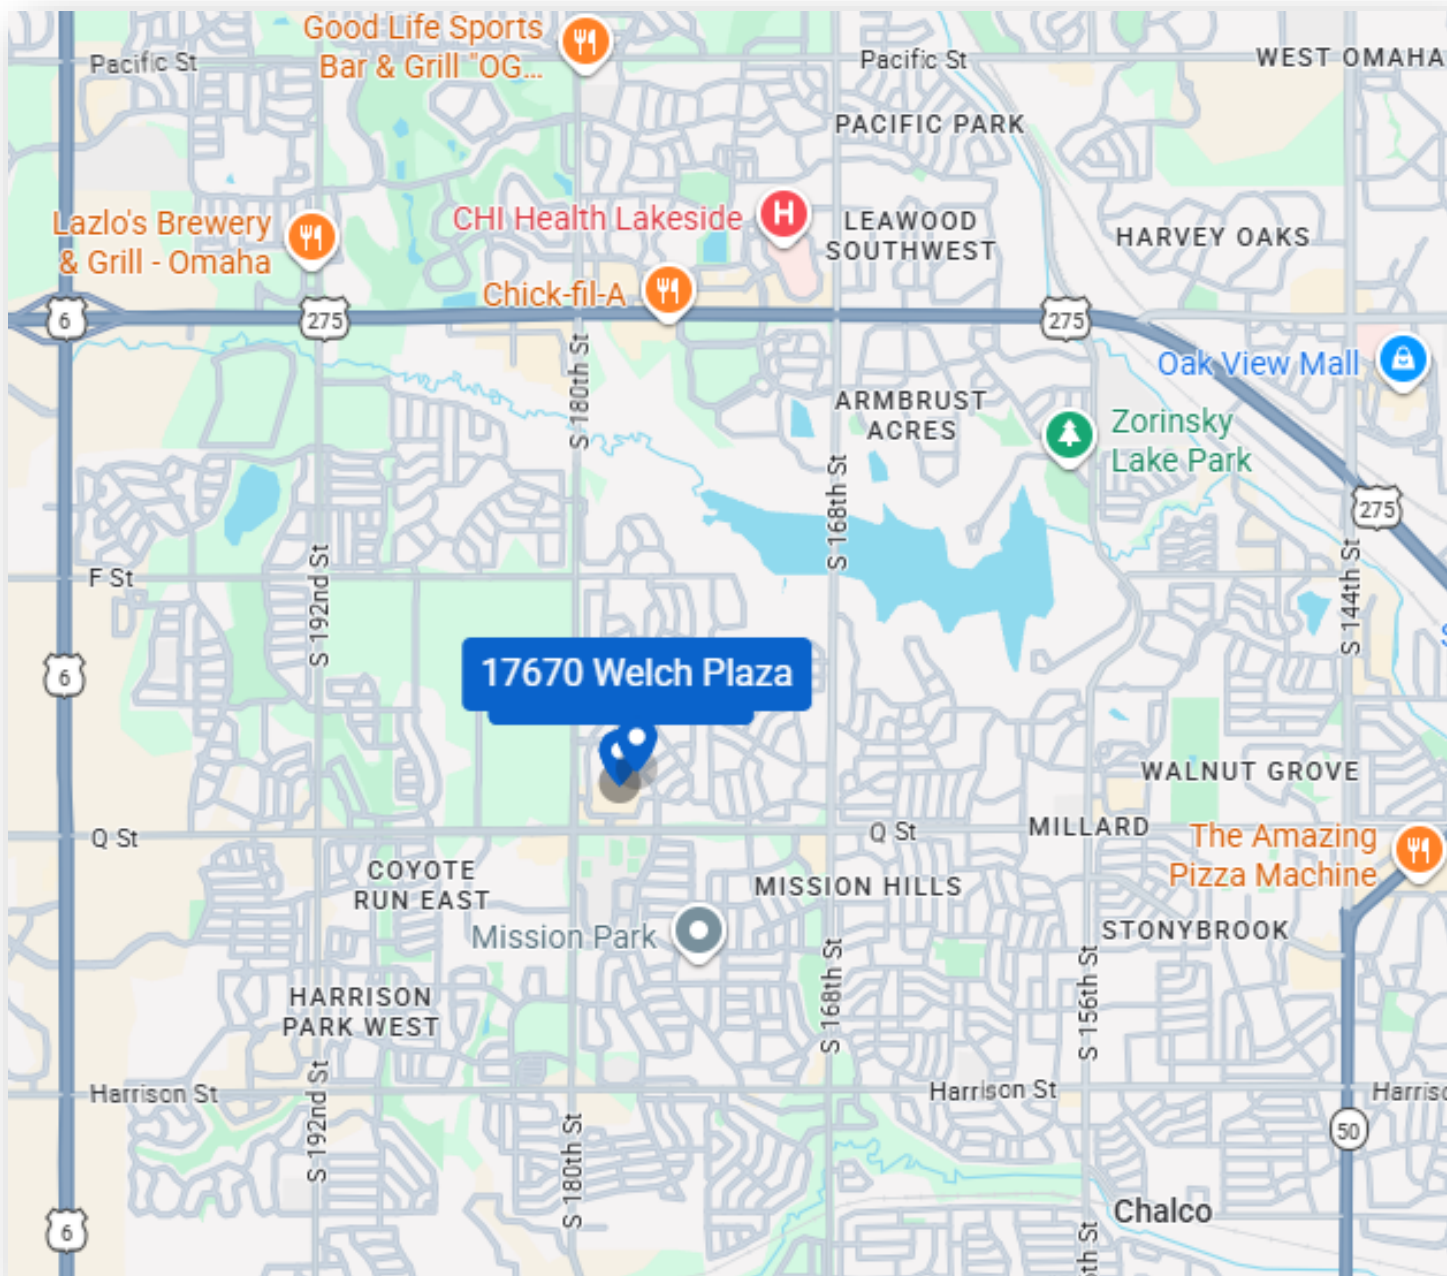 Good Life Sports
Bar & Grill "OG...
Pacific St
Pacific St
WEST OMAHA
PACIFIC PARK
Lazlo's Brewery
& Grill - Omaha
CHI Health Lakeside
H
LEAWOOD
SOUTHWEST
HARVEY OAKS
Chick-fil-A
6
275
275
Oak View Mall
S 180th St
ARMBRUST
ACRES
Zorinsky
Lake Park
S 168th St
275
F St
S 192nd St
S 144th St
17670 Welch Plaza
6
WALNUT GROVE
Q St
Q St
MILLARD
The Amazing
Pizza Machine
COYOTE
RUN EAST
MISSION HILLS
Mission Park
STONYBROOK
HARRISON
PARK WEST
S 168th St
S 156th St
Harrison St
Harrison St
Harriso
S 192nd St
S 180th St
50
Chalco
6
th St